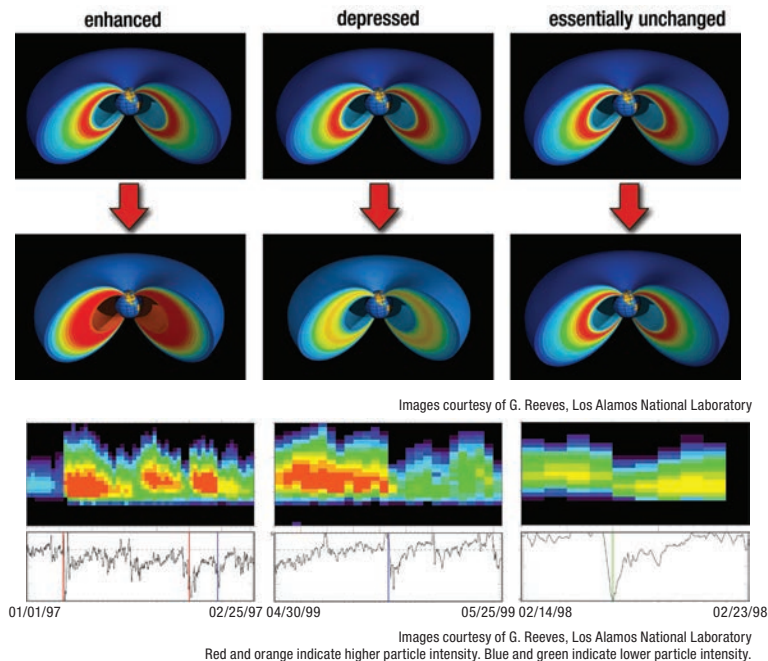 enhanced depressed essentially unchanged
Images courtesy of G. Reeves, Los Alamos National Laboratory
01/01/97 02/25/97 04/30/99 05/25/99 02/14/98 02/23/98
Images courtesy of G. Reeves, Los Alamos National Laboratory
Red and orange indicate higher particle intensity. Blue and green indicate lower particle intensity.